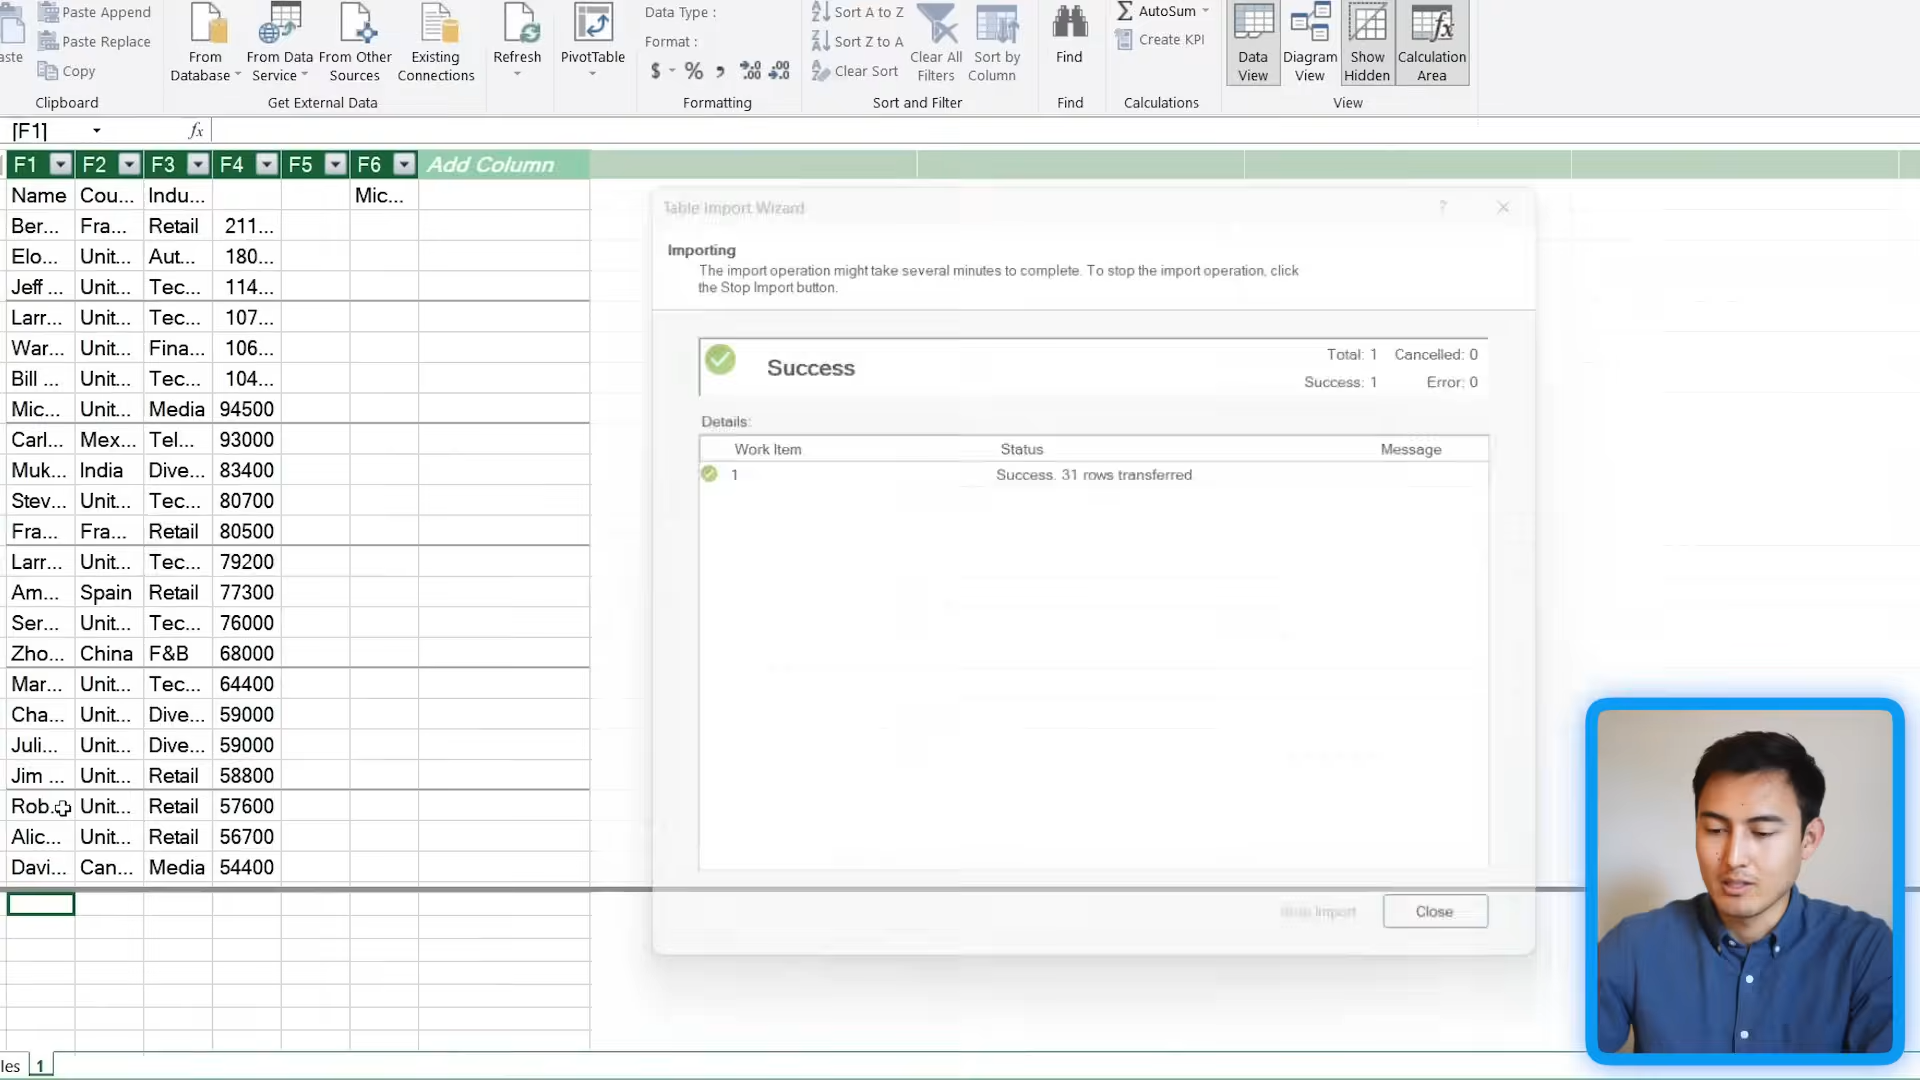 Paste Append
Paste Replace
Copy
Clipboard
From Database
From Data Service
From Other Sources
Existing Connections
Get External Data
Refresh
PivotTable
Data Type :
Format :
$ % ,
Formatting
Sort A to Z
Sort Z to A
Clear Sort
Clear All Filters
Sort by Column
Sort and Filter
Find
Find
AutoSum
Create KPI
Calculations
Data View
Diagram View
Show Hidden
Calculation Area
View
[F1]
fx
F1 F2 F3 F4 F5 F6 Add Column
Name Cou... Indu... Mic...
Ber... Fra... Retail 211...
Elo... Unit... Aut... 180...
Jeff ... Unit... Tec... 114...
Larr... Unit... Tec... 107...
War... Unit... Fina... 106...
Bill ... Unit... Tec... 104...
Mic... Unit... Media 94500
Carl... Mex... Tel... 93000
Muk... India Dive... 83400
Stev... Unit... Tec... 80700
Fra... Fra... Retail 80500
Larr... Unit... Tec... 79200
Am... Spain Retail 77300
Ser... Unit... Tec... 76000
Zho... China F&B 68000
Mar... Unit... Tec... 64400
Cha... Unit... Dive... 59000
Juli... Unit... Dive... 59000
Jim ... Unit... Retail 58800
Rob... Unit... Retail 57600
Alic... Unit... Retail 56700
Davi... Can... Media 54400
1
Table Import Wizard
?
Importing
The import operation might take several minutes to complete. To stop the import operation, click
the Stop Import button.
Success
Total: 1 Cancelled: 0
Success: 1 Error: 0
Details:
Work Item Status Message
1 Success. 31 rows transferred
Stop Import Close